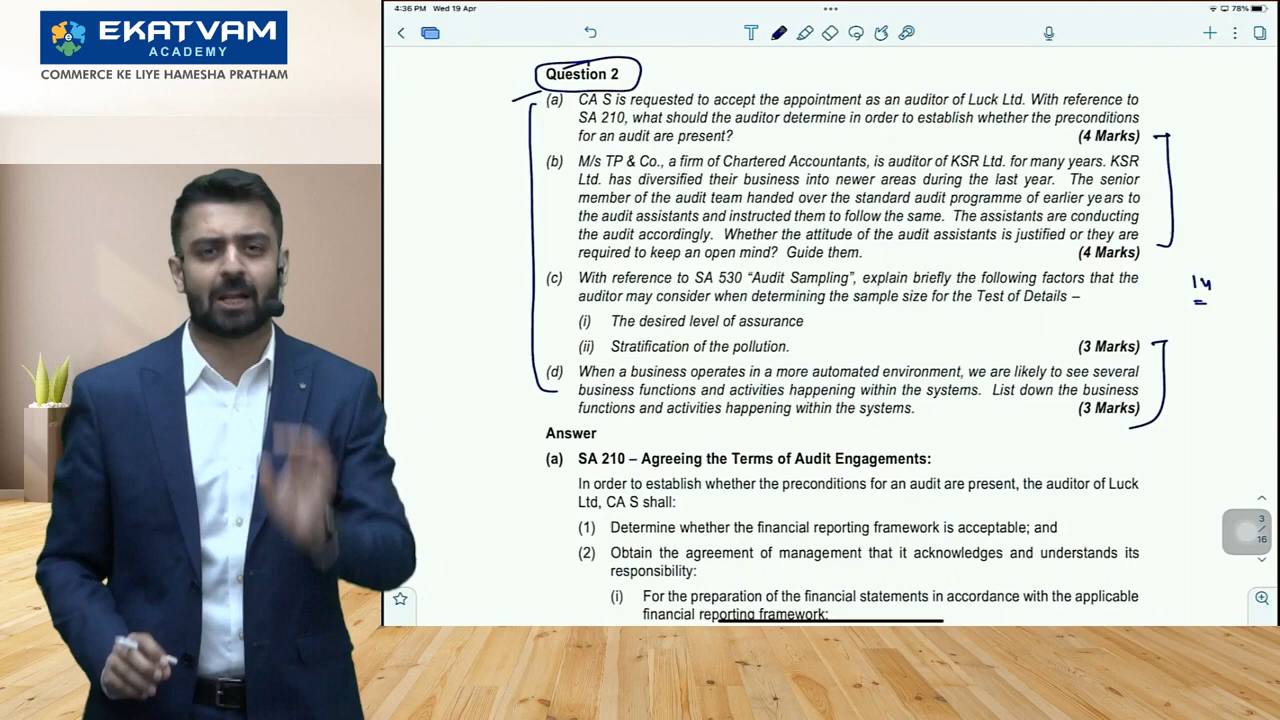 EKATVAM
ACADEMY
COMMERCE KE LIYE HAMESHA PRATHAM
4:36 PM Wed 19 Apr
78%
Question 2
(a) CA S is requested to accept the appointment as an auditor of Luck Ltd. With reference to
SA 210, what should the auditor determine in order to establish whether the preconditions
for an audit are present? (4 Marks)
(b) M/s TP & Co., a firm of Chartered Accountants, is auditor of KSR Ltd. for many years. KSR
Ltd. has diversified their business into newer areas during the last year. The senior
member of the audit team handed over the standard audit programme of earlier years to
the audit assistants and instructed them to follow the same. The assistants are conducting
the audit accordingly. Whether the attitude of the audit assistants is justified or they are
required to keep an open mind? Guide them. (4 Marks)
(c) With reference to SA 530 “Audit Sampling”, explain briefly the following factors that the
auditor may consider when determining the sample size for the Test of Details –
14
(i) The desired level of assurance
(ii) Stratification of the pollution. (3 Marks)
(d) When a business operates in a more automated environment, we are likely to see several
business functions and activities happening within the systems. List down the business
functions and activities happening within the systems. (3 Marks)
Answer
(a) SA 210 – Agreeing the Terms of Audit Engagements:
In order to establish whether the preconditions for an audit are present, the auditor of Luck
Ltd, CA S shall:
(1) Determine whether the financial reporting framework is acceptable; and
(2) Obtain the agreement of management that it acknowledges and understands its
responsibility:
(i) For the preparation of the financial statements in accordance with the applicable
financial reporting framework:
3
/
16